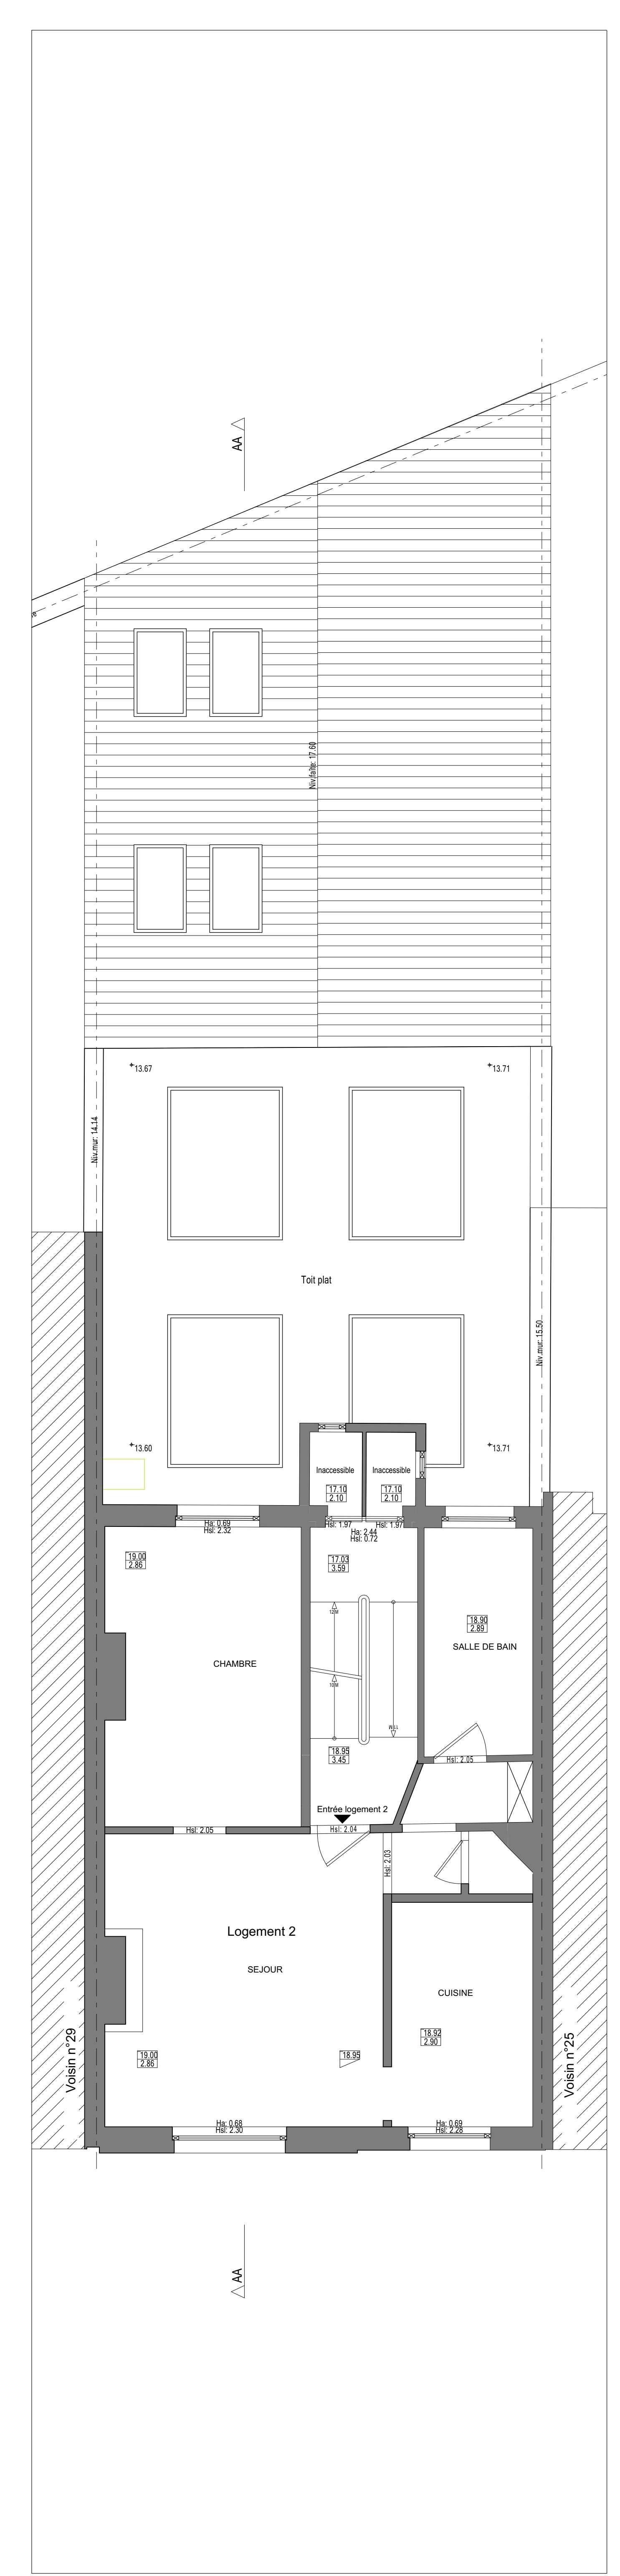 AA
Niv.faîte: 17.60
13.67
13.71
Niv.mur: 14.14
Toit plat
Niv.mur: 15.50
13.60
13.71
Inaccessible
Inaccessible
17.10
2.10
17.10
2.10
Ha: 0.69
Hsl: 2.32
Hsl: 1.97
Hsl: 1.97
Ha: 2.44
Hsl: 0.72
19.00
2.86
17.03
3.59
12M
18.90
2.89
SALLE DE BAIN
CHAMBRE
10M
11M
18.95
3.45
Hsl: 2.05
Entrée logement 2
Hsl: 2.05
Hsl: 2.04
Hsl: 2.03
Logement 2
SEJOUR
CUISINE
18.92
2.90
Voisin n°29
Voisin n°25
19.00
2.86
18.95
Ha: 0.68
Hsl: 2.30
Ha: 0.69
Hsl: 2.28
AA